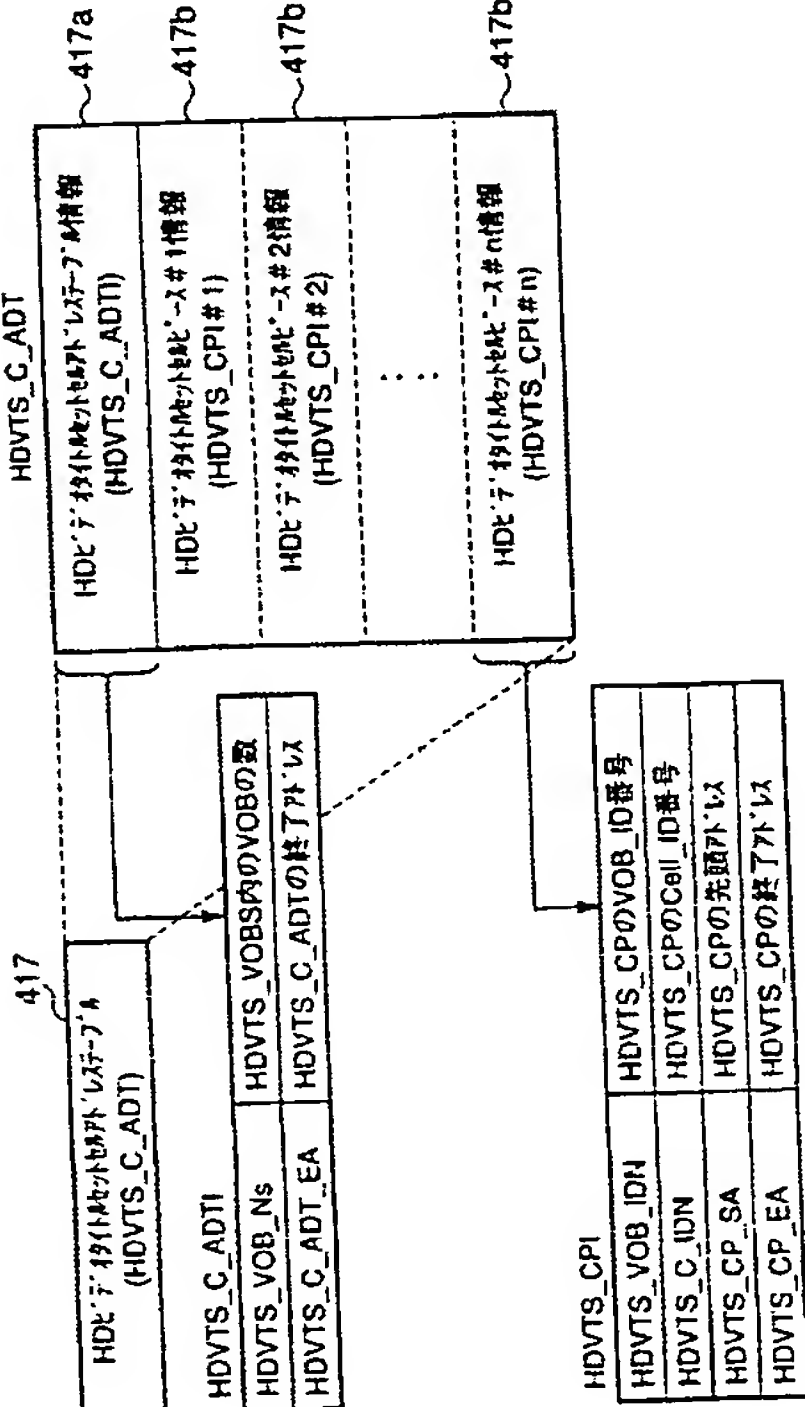 417
HDﾋﾞﾃﾞｵﾀｲﾄﾙｾｯﾄｾﾙｱﾄﾞﾚｽﾃｰﾌﾞﾙ
(HDVTS_C_ADT)
HDVTS_C_ADT
HDﾋﾞﾃﾞｵﾀｲﾄﾙｾｯﾄｾﾙｱﾄﾞﾚｽﾃｰﾌﾞﾙ情報
(HDVTS_C_ADTI)
417a
HDﾋﾞﾃﾞｵﾀｲﾄﾙｾｯﾄｾﾙﾋﾟｰｽ#1情報
(HDVTS_CPI#1)
417b
HDﾋﾞﾃﾞｵﾀｲﾄﾙｾｯﾄｾﾙﾋﾟｰｽ#2情報
(HDVTS_CPI#2)
417b
....
HDﾋﾞﾃﾞｵﾀｲﾄﾙｾｯﾄｾﾙﾋﾟｰｽ#n情報
(HDVTS_CPI#n)
417b
HDVTS_C_ADTI
HDVTS_VOB_Ns HDVTS_VOBS内のVOBの数
HDVTS_C_ADT_EA HDVTS_C_ADTの終了ｱﾄﾞﾚｽ
HDVTS_CPI
HDVTS_VOB_IDN HDVTS_CPのVOB_ID番号
HDVTS_C_IDN HDVTS_CPのCell_ID番号
HDVTS_CP_SA HDVTS_CPの先頭ｱﾄﾞﾚｽ
HDVTS_CP_EA HDVTS_CPの終了ｱﾄﾞﾚｽ